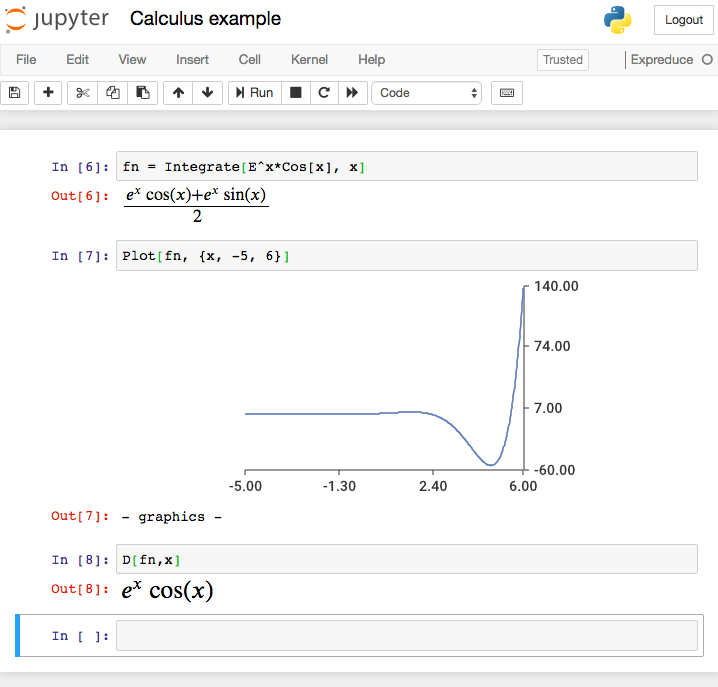 jupyter Calculus example Logout
File Edit View Insert Cell Kernel Help Trusted Expreduce
Run Code
In [6]: fn = Integrate[E^x*Cos[x], x]
Out[6]: eˣ cos(x)+eˣ sin(x)
2
In [7]: Plot[fn, {x, -5, 6}]
140.00
74.00
7.00
-60.00
-5.00 -1.30 2.40 6.00
Out[7]: - graphics -
In [8]: D[fn,x]
Out[8]: eˣ cos(x)
In [ ]: